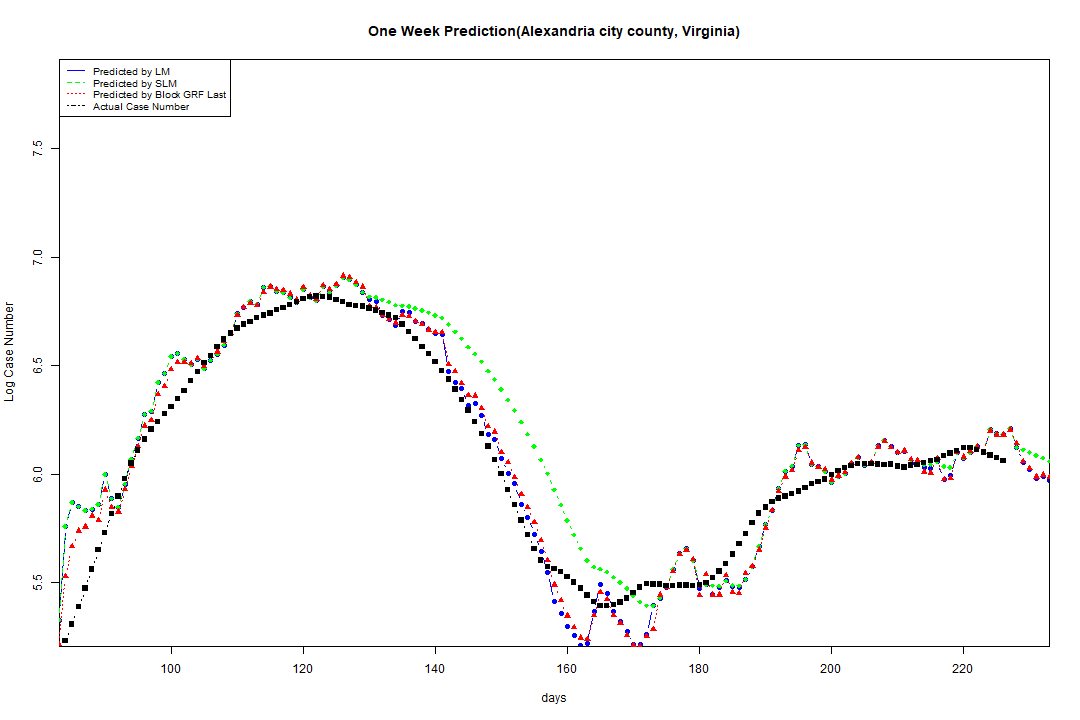 One Week Prediction(Alexandria city county, Virginia)
Predicted by LM
Predicted by SLM
Predicted by Block GRF Last
Actual Case Number
7.5
7.0
6.5
6.0
5.5
Log Case Number
100 120 140 160 180 200 220
days